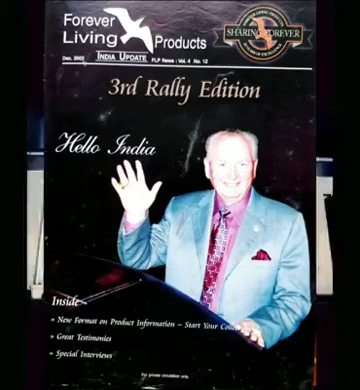 Forever
Living Products
INDIA UPDATE
Dec. 2003 FLP News : Vol. 4 No. 12
SHARING FOREVER
3rd Rally Edition
Hello India
Inside -
» New Format on Product Information – Start Your
» Great Testimonies
» Special Interviews
For private circulation only